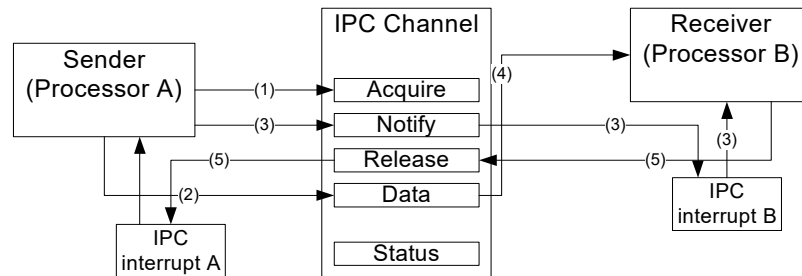 Sender
(Processor A)
IPC Channel
Receiver
(Processor B)
(1)
Acquire
(4)
(3)
Notify
(3)
(3)
(5)
Release
(5)
(2)
Data
IPC
interrupt A
IPC
interrupt B
Status